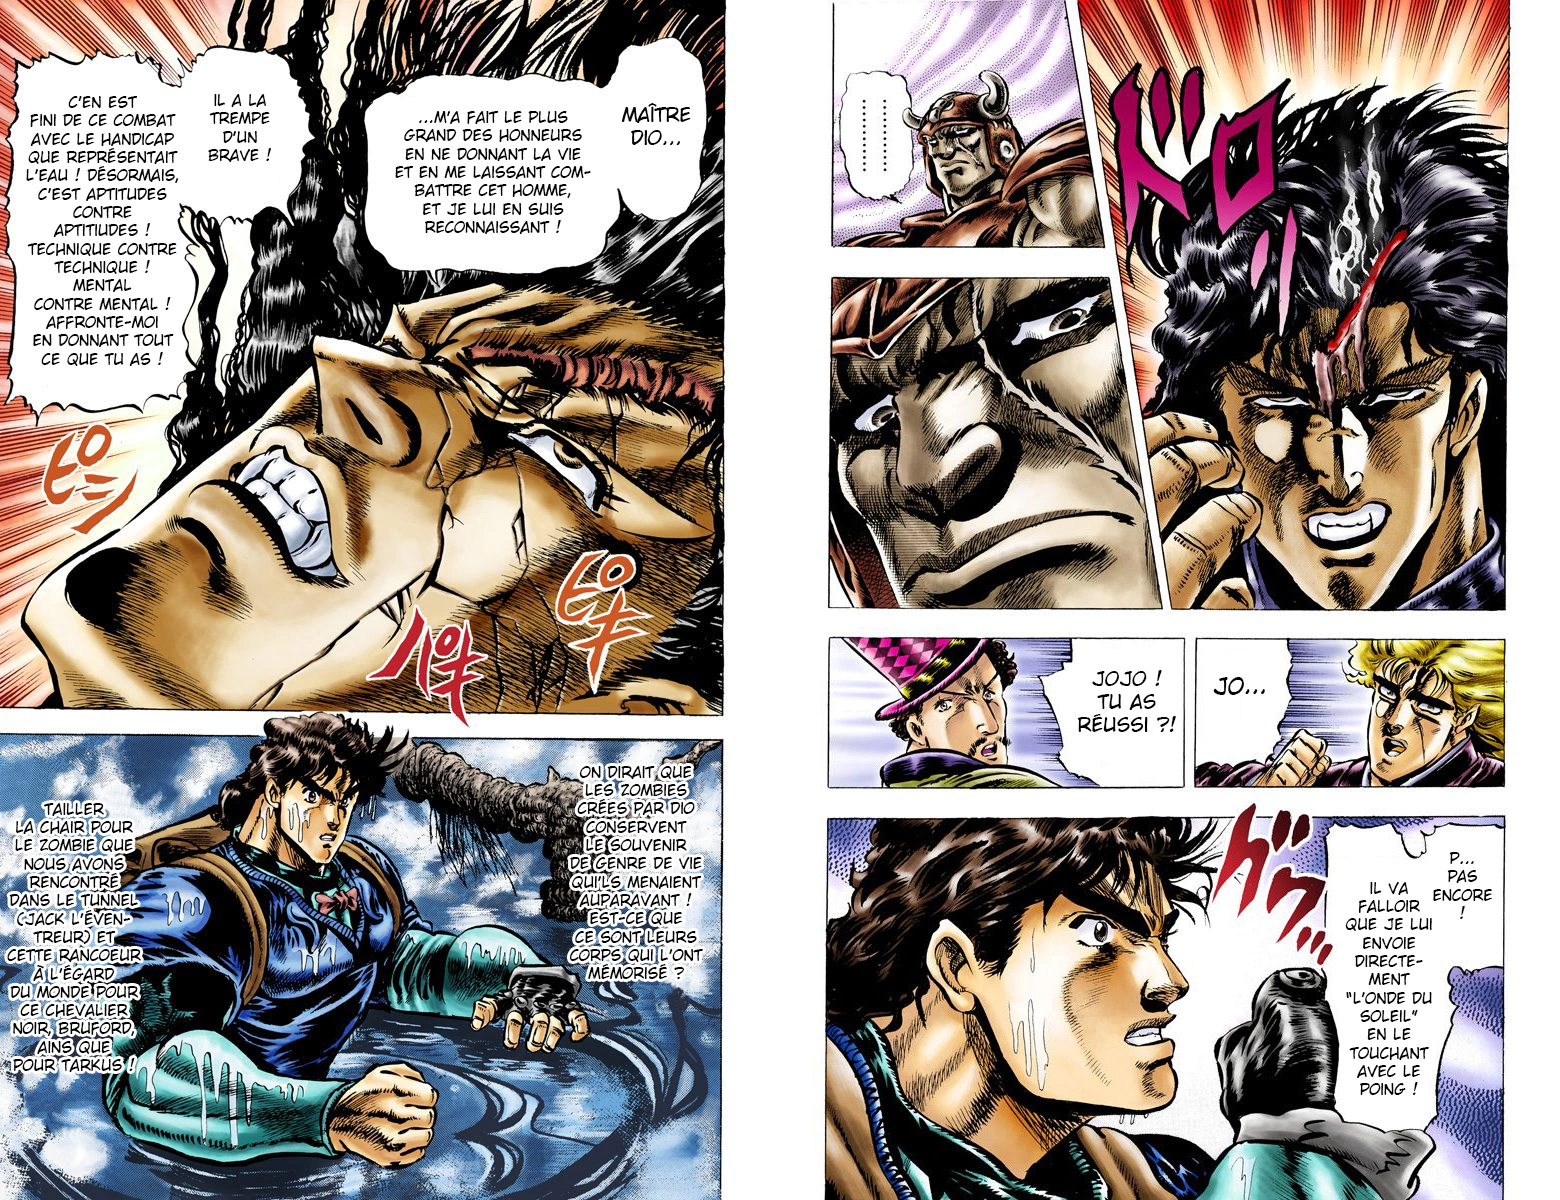 ドドド
………
………
JO...
JOJO !
TU AS
RÉUSSI ?!
P...
PAS
ENCORE
!
IL VA
FALLOIR
QUE JE LUI
ENVOIE
DIRECTE-
MENT
"L'ONDE DU
SOLEIL"
EN LE
TOUCHANT
AVEC LE
POING !
MAÎTRE
DIO...
...M'A FAIT LE PLUS
GRAND DES HONNEURS
EN NE DONNANT LA VIE
ET EN ME LAISSANT COM-
BATTRE CET HOMME,
ET JE LUI EN SUIS
RECONNAISSANT !
IL A LA
TREMPE
D'UN
BRAVE !
C'EN EST
FINI DE CE COMBAT
AVEC LE HANDICAP
QUE REPRÉSENTAIT
L'EAU ! DÉSORMAIS,
C'EST APTITUDES
CONTRE
APTITUDES !
TECHNIQUE CONTRE
TECHNIQUE !
MENTAL
CONTRE MENTAL !
AFFRONTE-MOI
EN DONNANT TOUT
CE QUE TU AS !
ピキ
パキ
ピシ
ON DIRAIT QUE
LES ZOMBIES
CRÉES PAR DIO
CONSERVENT
LE SOUVENIR
DE GENRE DE VIE
QU'ILS MENAIENT
AUPARAVANT !
EST-CE QUE
CE SONT LEURS
CORPS QUI L'ONT
MÉMORISÉ ?
TAILLER
LA CHAIR POUR
LE ZOMBIE QUE
NOUS AVONS
RENCONTRÉ
DANS LE TUNNEL
(JACK L'ÉVEN-
TREUR) ET
CETTE RANCOEUR
À L'ÉGARD
DU MONDE POUR
CE CHEVALIER
NOIR, BRUFORD,
AINS QUE
POUR TARKUS !